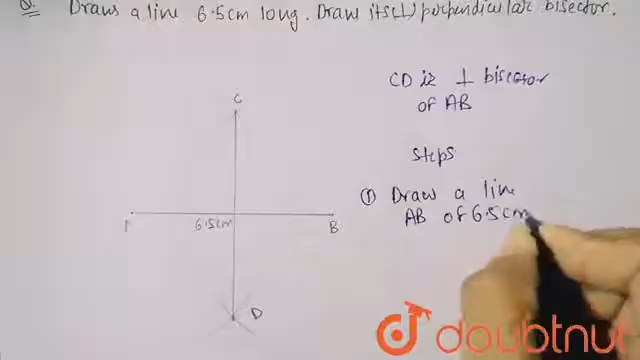 Q. Draws a line 6.5cm long. Draw its(⊥) perpendicular bisector.
CD is ⊥ bisector
of AB
C
Steps
① Draw a line
AB of 6.5cm
A
6.5cm
B
D
doubtnut